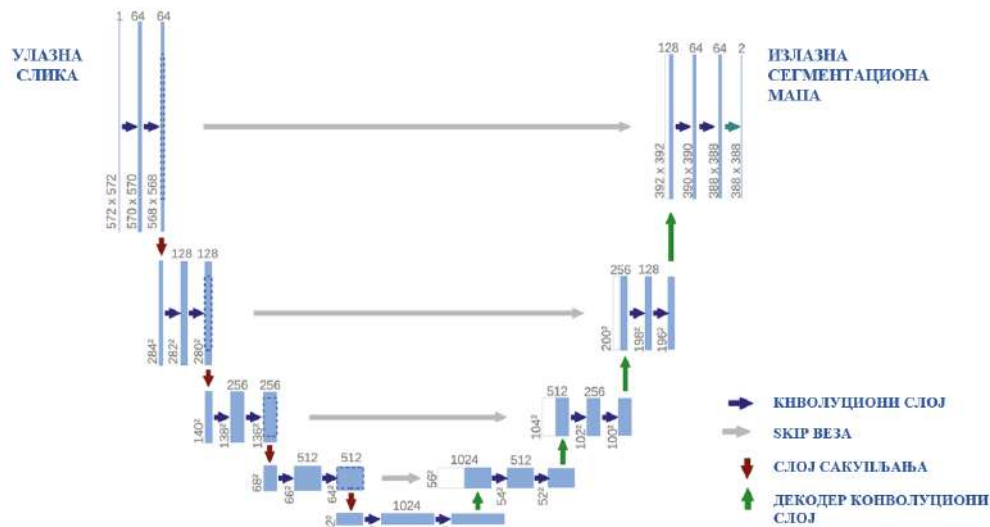 1 64 64
УЛАЗНА
СЛИКА
572 x 572
570 x 570
568 x 568
128 64 64 2
ИЗЛАЗНА
СЕГМЕНТАЦИОНА
МАПА
392 x 392
390 x 390
388 x 388
388 x 388
128 128
284²
282²
280²
256 128
200²
198²
196²
256 256
140²
138²
136²
512 256
104²
102²
100²
512 512
68²
66²
64²
1024 512
56²
54²
52²
1024
КНВОЛУЦИОНИ СЛОЈ
SKIP ВЕЗА
СЛОЈ САКУПЉАЊА
ДЕКОДЕР КОНВОЛУЦИОНИ
СЛОЈ